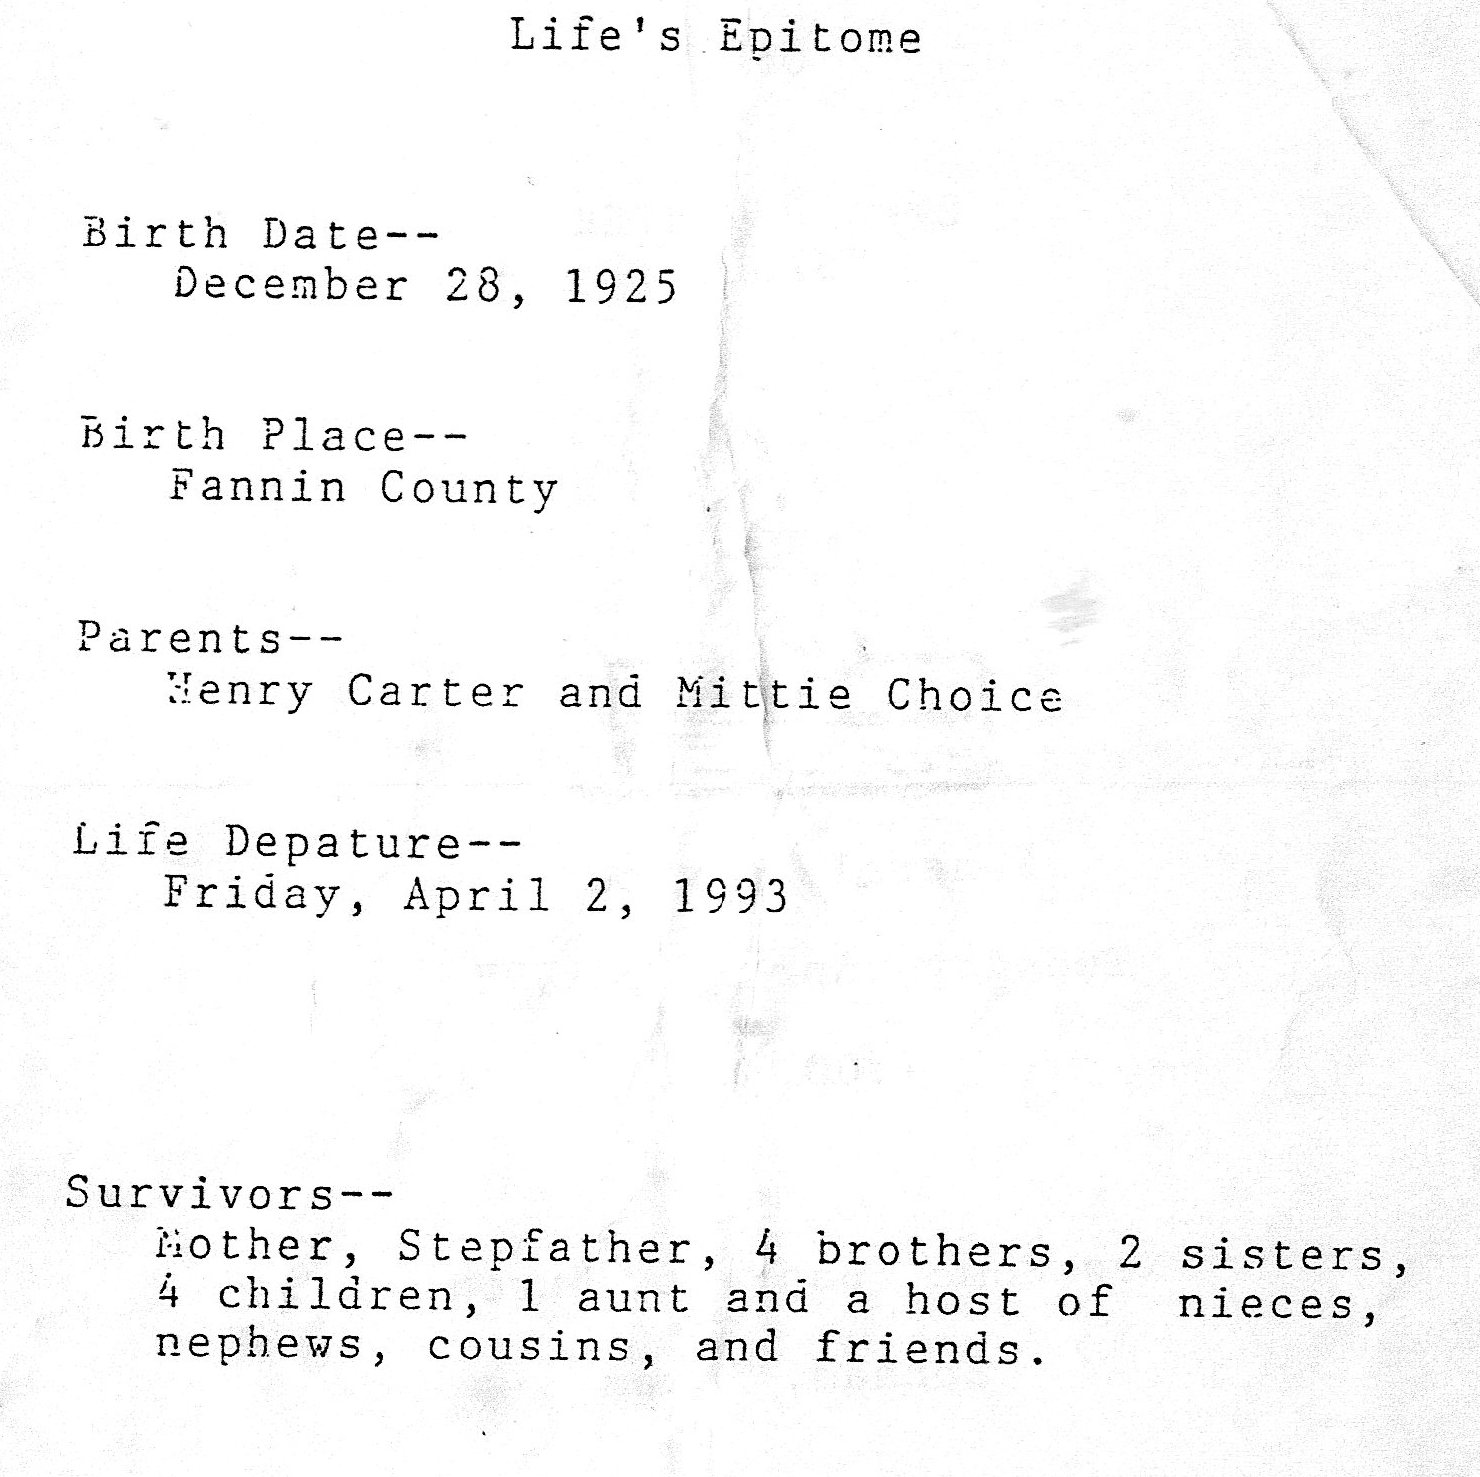 Life's Epitome
Birth Date--
December 28, 1925
Birth Place--
Fannin County
Parents--
Henry Carter and Mittie Choice
Life Depature--
Friday, April 2, 1993
Survivors--
Mother, Stepfather, 4 brothers, 2 sisters,
4 children, 1 aunt and a host of  nieces,
nephews, cousins, and friends.